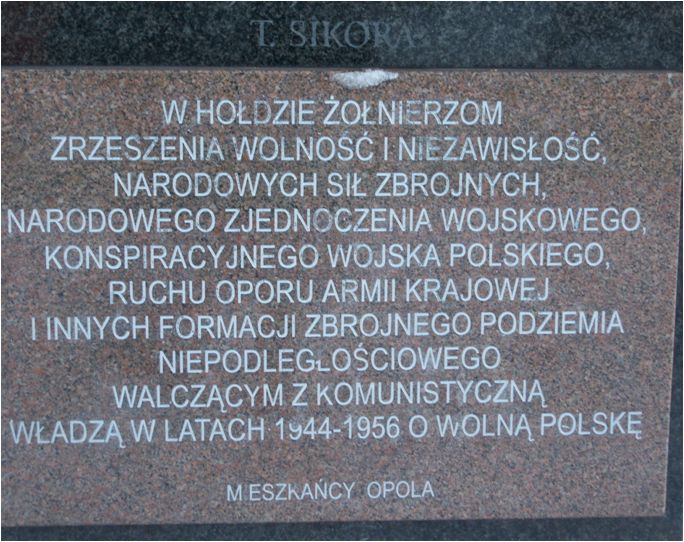 T. SIKORA
W HOŁDZIE ŻOŁNIERZOM
ZRZESZENIA WOLNOŚĆ I NIEZAWISŁOŚĆ,
NARODOWYCH SIŁ ZBROJNYCH,
NARODOWEGO ZJEDNOCZENIA WOJSKOWEGO,
KONSPIRACYJNEGO WOJSKA POLSKIEGO,
RUCHU OPORU ARMII KRAJOWEJ
I INNYCH FORMACJI ZBROJNEGO PODZIEMIA
NIEPODLEGŁOŚCIOWEGO
WALCZĄCYM Z KOMUNISTYCZNĄ
WŁADZĄ W LATACH 1944-1956 O WOLNĄ POLSKĘ
MIESZKAŃCY OPOLA